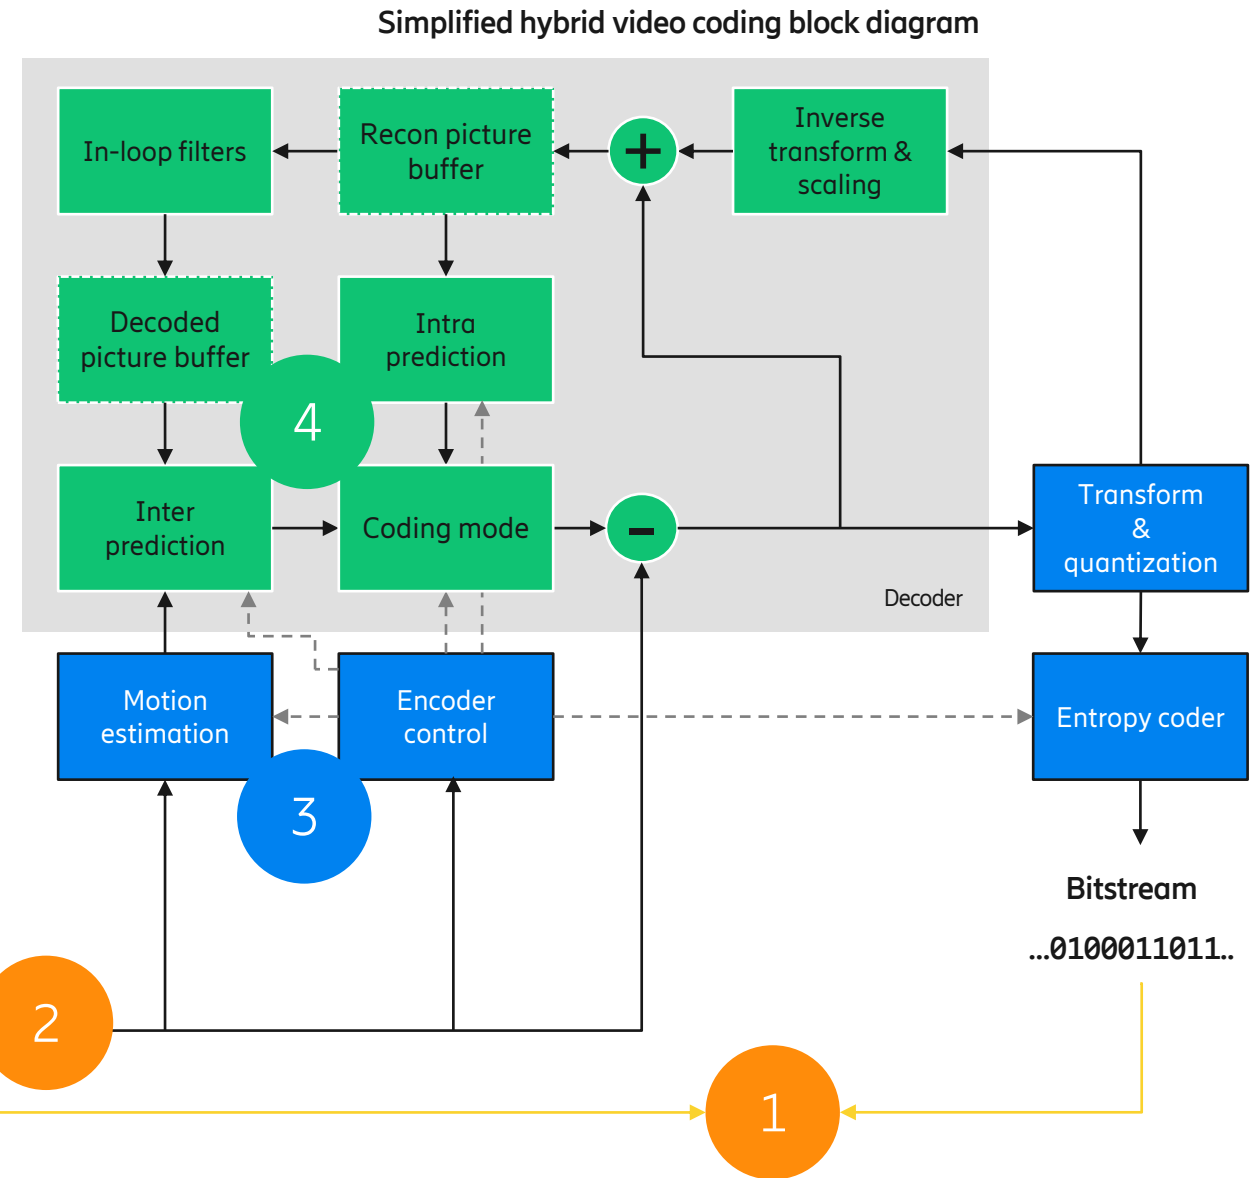 Simplified hybrid video coding block diagram
In-loop filters
Recon picture
buffer
+
Inverse
transform &
scaling
Decoded
picture buffer
Intra
prediction
4
Inter
prediction
Coding mode
-
Transform
&
quantization
Decoder
Motion
estimation
Encoder
control
Entropy coder
3
Bitstream
...0100011011..
2
1